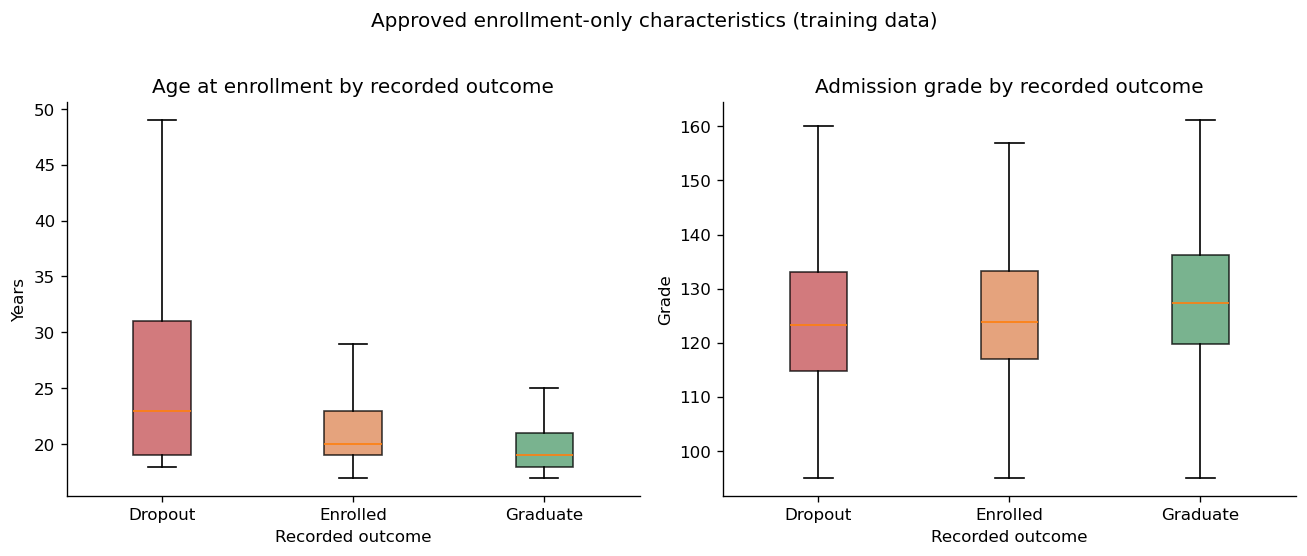 Approved enrollment-only characteristics (training data)
Age at enrollment by recorded outcome
Years
50
45
40
35
30
25
20
Dropout Enrolled Graduate
Recorded outcome
Admission grade by recorded outcome
Grade
160
150
140
130
120
110
100
Dropout Enrolled Graduate
Recorded outcome